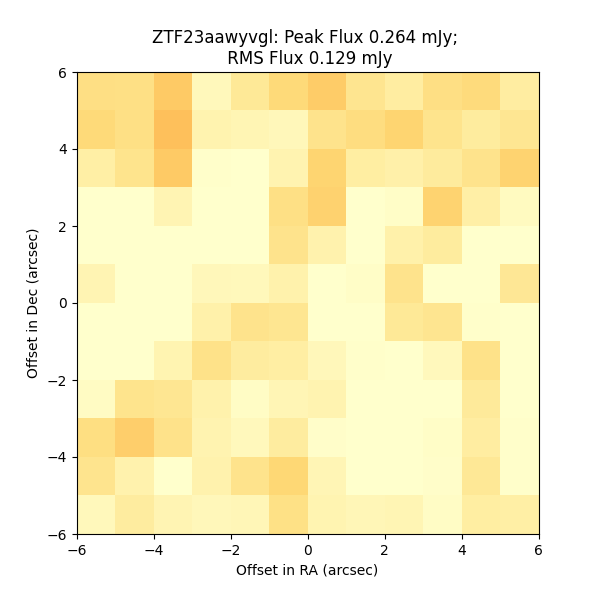 ZTF23aawyvgl: Peak Flux 0.264 mJy;
RMS Flux 0.129 mJy
6
4
2
0
−2
−4
−6
Offset in Dec (arcsec)
−6 −4 −2 0 2 4 6
Offset in RA (arcsec)